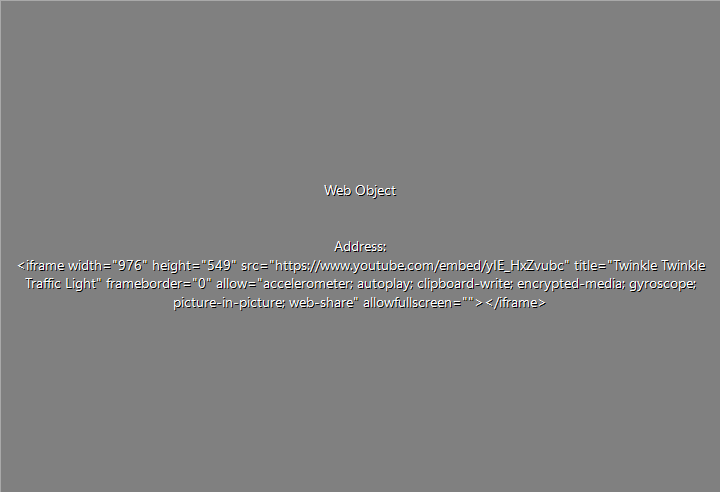 Web Object
Address:
<iframe width="976" height="549" src="https://www.youtube.com/embed/yIE_HxZvubc" title="Twinkle Twinkle
Traffic Light" frameborder="0" allow="accelerometer; autoplay; clipboard-write; encrypted-media; gyroscope;
picture-in-picture; web-share" allowfullscreen=""></iframe>